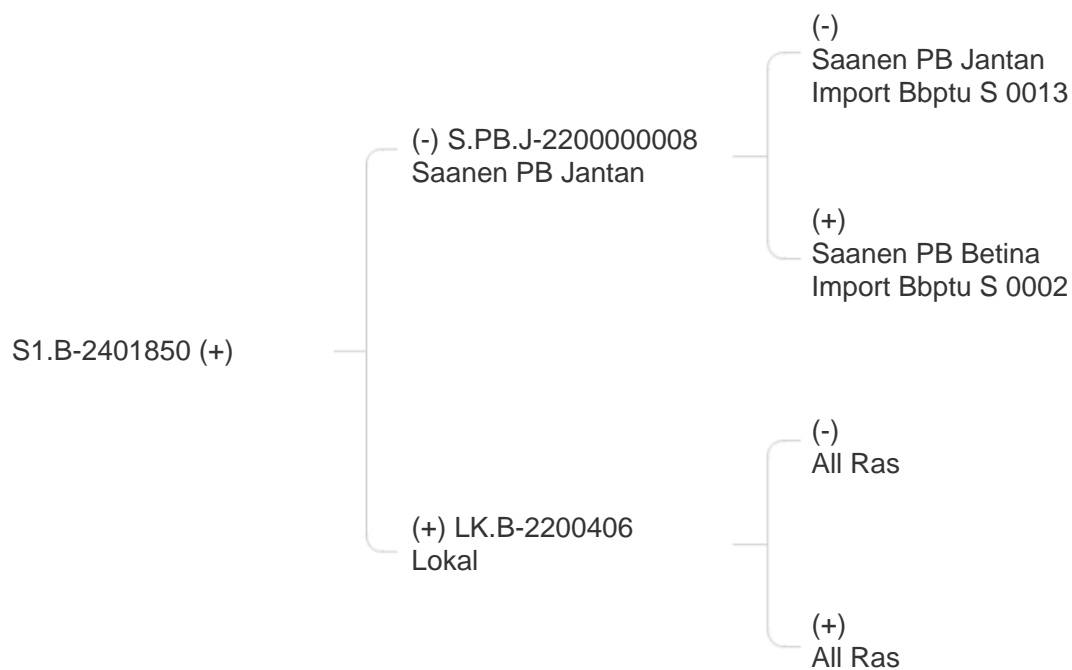 (-)
Saanen PB Jantan
Import Bbptu S 0013
(-) S.PB.J-2200000008
Saanen PB Jantan
(+)
Saanen PB Betina
Import Bbptu S 0002
S1.B-2401850 (+)
(-)
All Ras
(+) LK.B-2200406
Lokal
(+)
All Ras